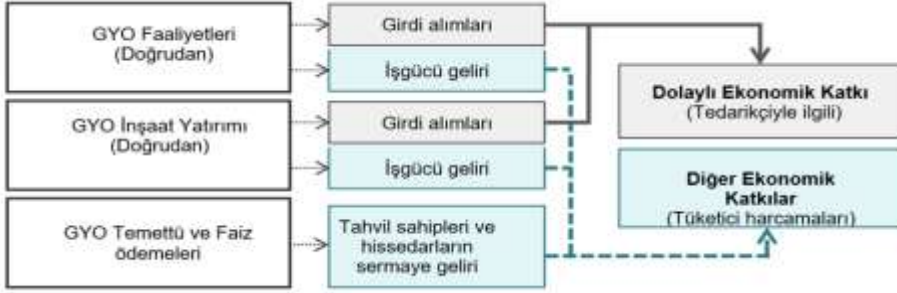 GYO Faaliyetleri
(Doğrudan)
Girdi alımları
İşgücü geliri
GYO İnşaat Yatırımı
(Doğrudan)
Girdi alımları
İşgücü geliri
GYO Temettü ve Faiz
ödemeleri
Tahvil sahipleri ve
hissedarların
sermaye geliri
Dolaylı Ekonomik Katkı
(Tedarikçiyle ilgili)
Diğer Ekonomik
Katkılar
(Tüketici harcamaları)